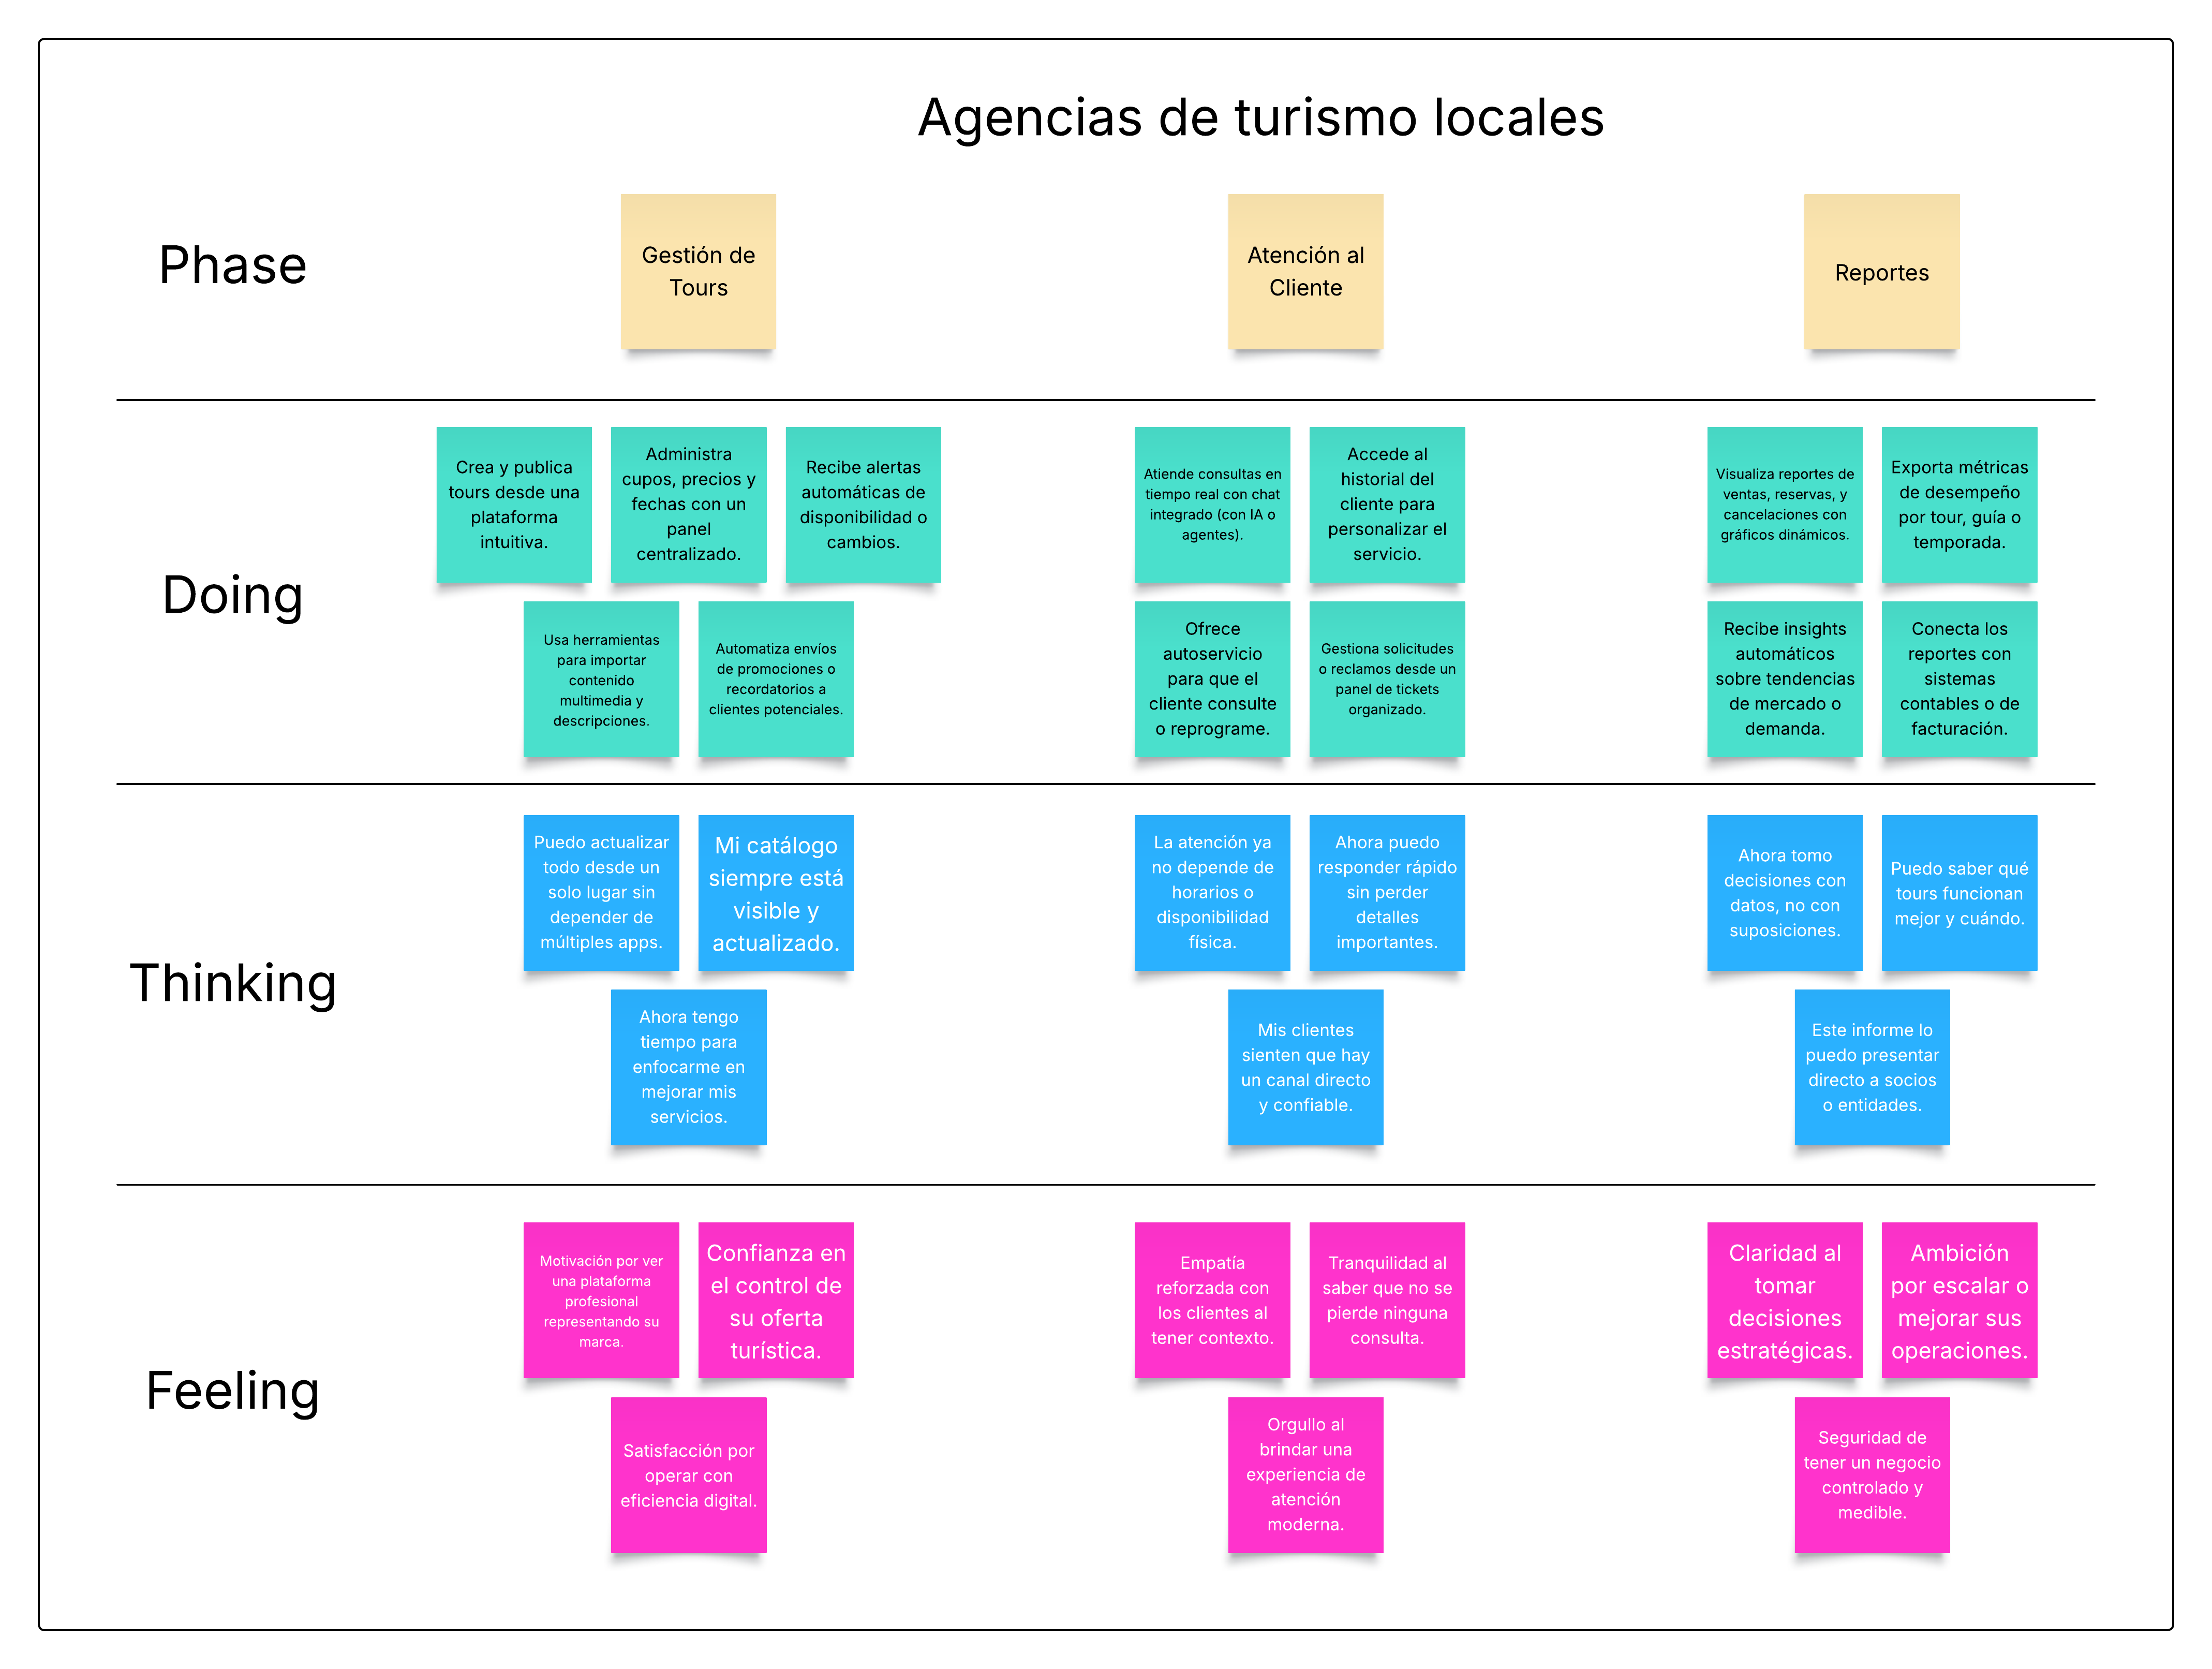 Agencias de turismo locales
Phase
Gestión de
Tours
Atención al
Cliente
Reportes
Doing
Crea y publica
tours desde una
plataforma
intuitiva.
Administra
cupos, precios y
fechas con un
panel
centralizado.
Recibe alertas
automáticas de
disponibilidad o
cambios.
Usa herramientas
para importar
contenido
multimedia y
descripciones.
Automatiza envíos
de promociones o
recordatorios a
clientes potenciales.
Atiende consultas en
tiempo real con chat
integrado (con IA o
agentes).
Accede al
historial del
cliente para
personalizar el
servicio.
Ofrece
autoservicio
para que el
cliente consulte
o reprograme.
Gestiona solicitudes
o reclamos desde un
panel de tickets
organizado.
Visualiza reportes de
ventas, reservas, y
cancelaciones con
gráficos dinámicos.
Exporta métricas
de desempeño
por tour, guía o
temporada.
Recibe insights
automáticos
sobre tendencias
de mercado o
demanda.
Conecta los
reportes con
sistemas
contables o de
facturación.
Thinking
Puedo actualizar
todo desde un
solo lugar sin
depender de
múltiples apps.
Mi catálogo
siempre está
visible y
actualizado.
Ahora tengo
tiempo para
enfocarme en
mejorar mis
servicios.
La atención ya
no depende de
horarios o
disponibilidad
física.
Ahora puedo
responder rápido
sin perder
detalles
importantes.
Mis clientes
sienten que hay
un canal directo
y confiable.
Ahora tomo
decisiones con
datos, no con
suposiciones.
Puedo saber qué
tours funcionan
mejor y cuándo.
Este informe lo
puedo presentar
directo a socios
o entidades.
Feeling
Motivación por ver
una plataforma
profesional
representando su
marca.
Confianza en
el control de
su oferta
turística.
Satisfacción por
operar con
eficiencia digital.
Empatía
reforzada con
los clientes al
tener contexto.
Tranquilidad al
saber que no se
pierde ninguna
consulta.
Orgullo al
brindar una
experiencia de
atención
moderna.
Claridad al
tomar
decisiones
estratégicas.
Ambición
por escalar o
mejorar sus
operaciones.
Seguridad de
tener un negocio
controlado y
medible.